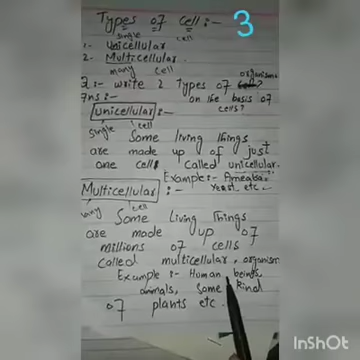 Types of cell:- 3
single cell
1- Unicellular
2- Multicellular
many cell
2:- write 2 Types of organisms
on the basis of
cells?
Ans:-
Unicellular :-
single cell
Some living things
are made up of just
one cell called unicellular.
Example:- Amoeba,
Yeast etc.
Multicellular :-
many cell
Some Living Things
are made up of
millions of cells
called multicellular organism
Example :- Human beings,
animals, some kind
of plants etc.
InShOt